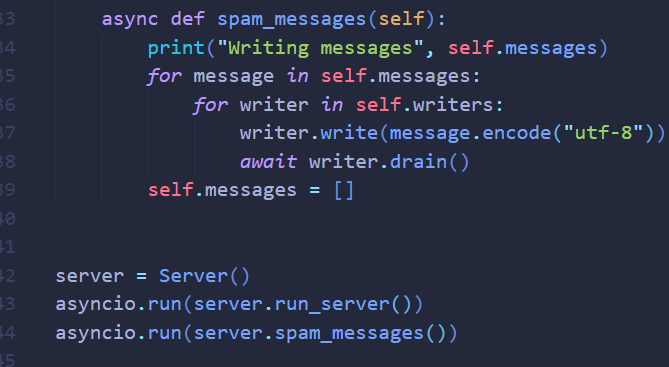 33 async def spam_messages(self):
34 print("Writing messages", self.messages)
35 for message in self.messages:
36 for writer in self.writers:
37 writer.write(message.encode("utf-8"))
38 await writer.drain()
39 self.messages = []
40
41
42 server = Server()
43 asyncio.run(server.run_server())
44 asyncio.run(server.spam_messages())
45